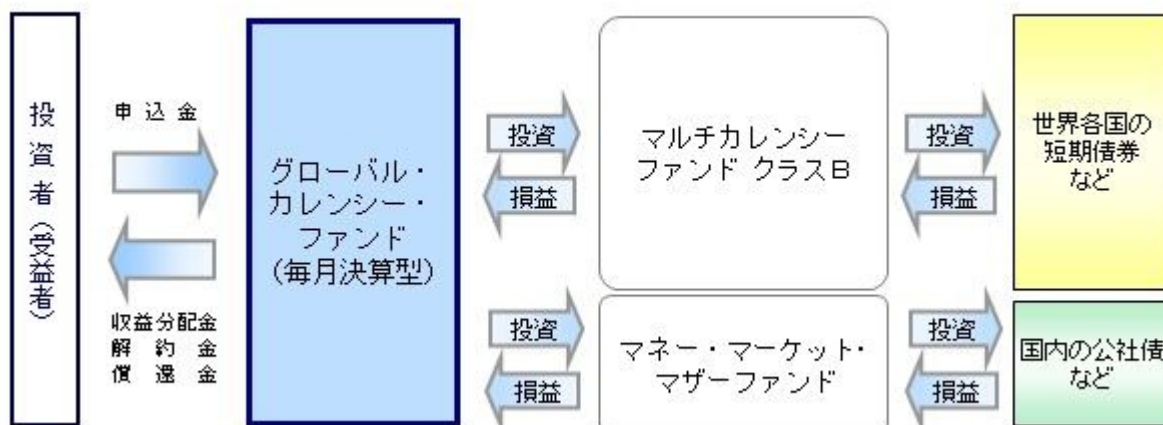 投資者(受益者)
申込金
収益分配金
解約金
償還金
グローバル・
カレンシー・
ファンド
(毎月決算型)
投資
損益
マルチカレンシー
ファンド クラスB
投資
損益
世界各国の
短期債券
など
投資
損益
マネー・マーケット・
マザーファンド
投資
損益
国内の公社債
など